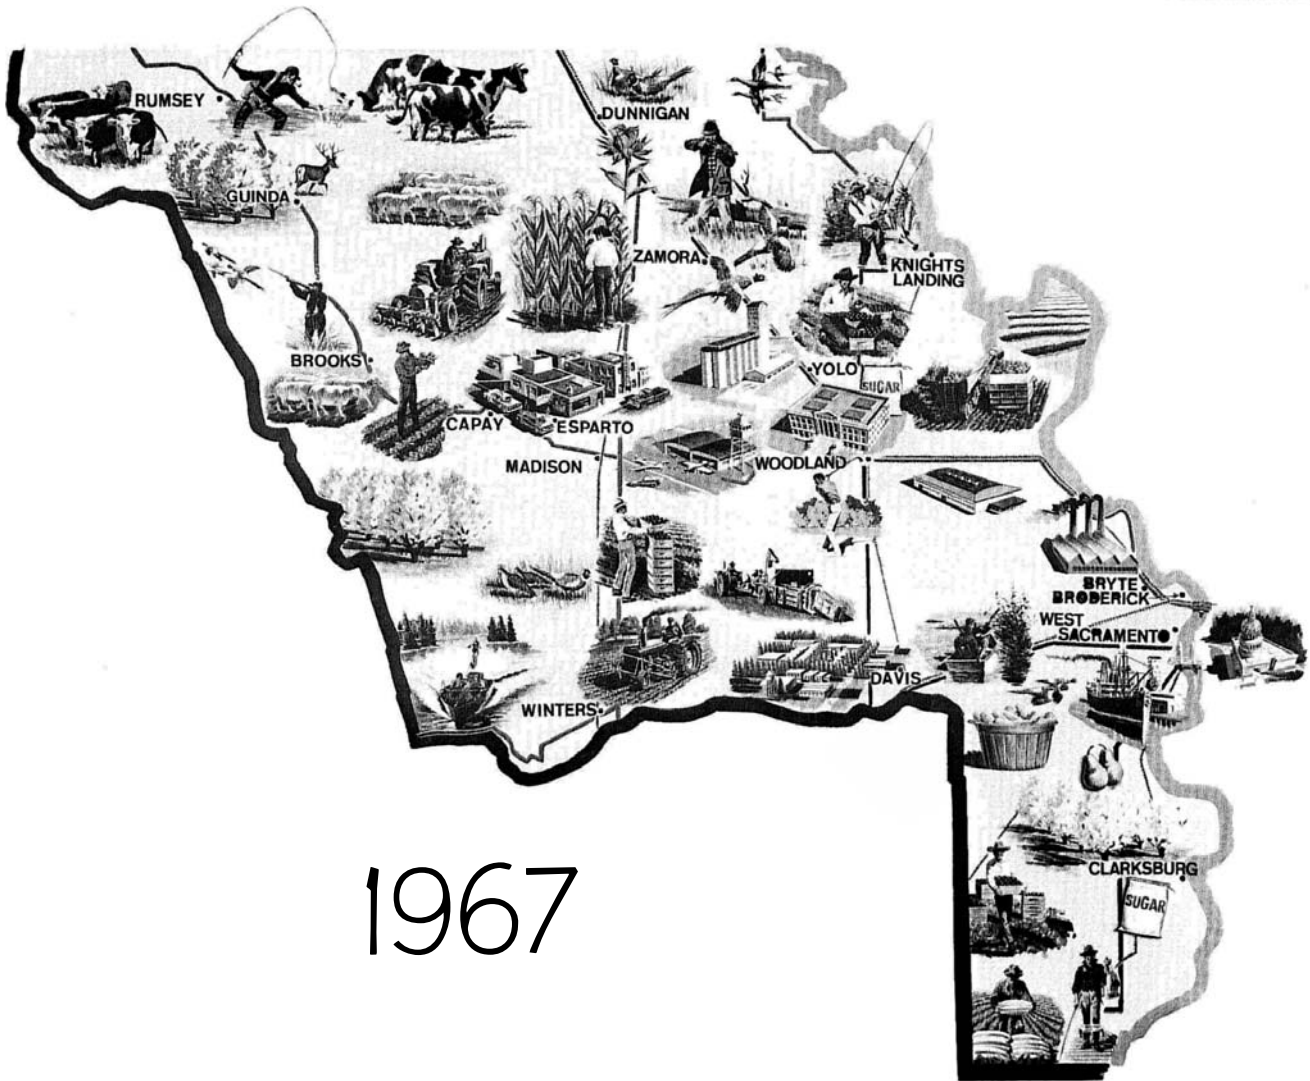 RUMSEY
DUNNIGAN
GUINDA
ZAMORA
KNIGHTS
LANDING
BROOKS
YOLO
SUGAR
CAPAY
ESPARTO
MADISON
WOODLAND
BRYTE
BRODERICK
WEST
SACRAMENTO
DAVIS
WINTERS
CLARKSBURG
SUGAR
1967